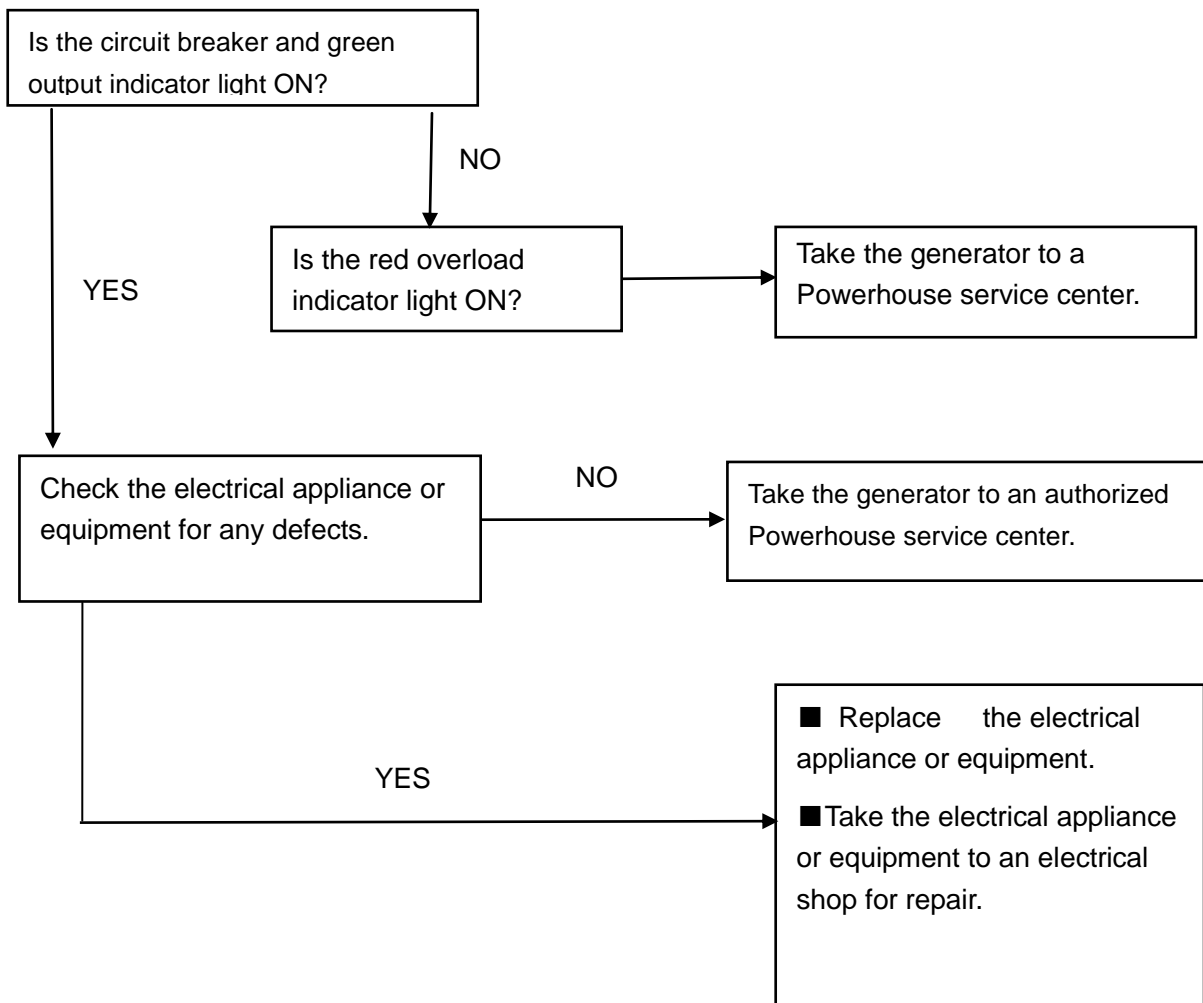 Is the circuit breaker and green
output indicator light ON?
NO
YES
Is the red overload
indicator light ON?
Take the generator to a
Powerhouse service center.
Check the electrical appliance or
equipment for any defects.
NO
Take the generator to an authorized
Powerhouse service center.
YES
■ Replace the electrical
appliance or equipment.
■Take the electrical appliance
or equipment to an electrical
shop for repair.